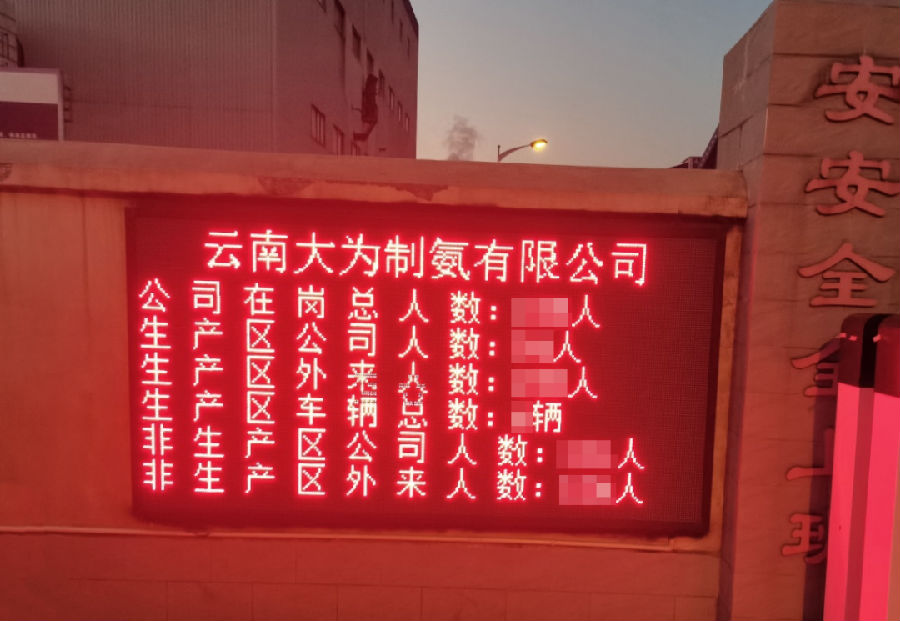 云南大为制氨有限公司
公司在岗总人数：人
生产区公司人数：人
生产区外来人数：人
生产区车辆总数：辆
非生产区公司人数：人
非生产区外来人数：人
安
安
全